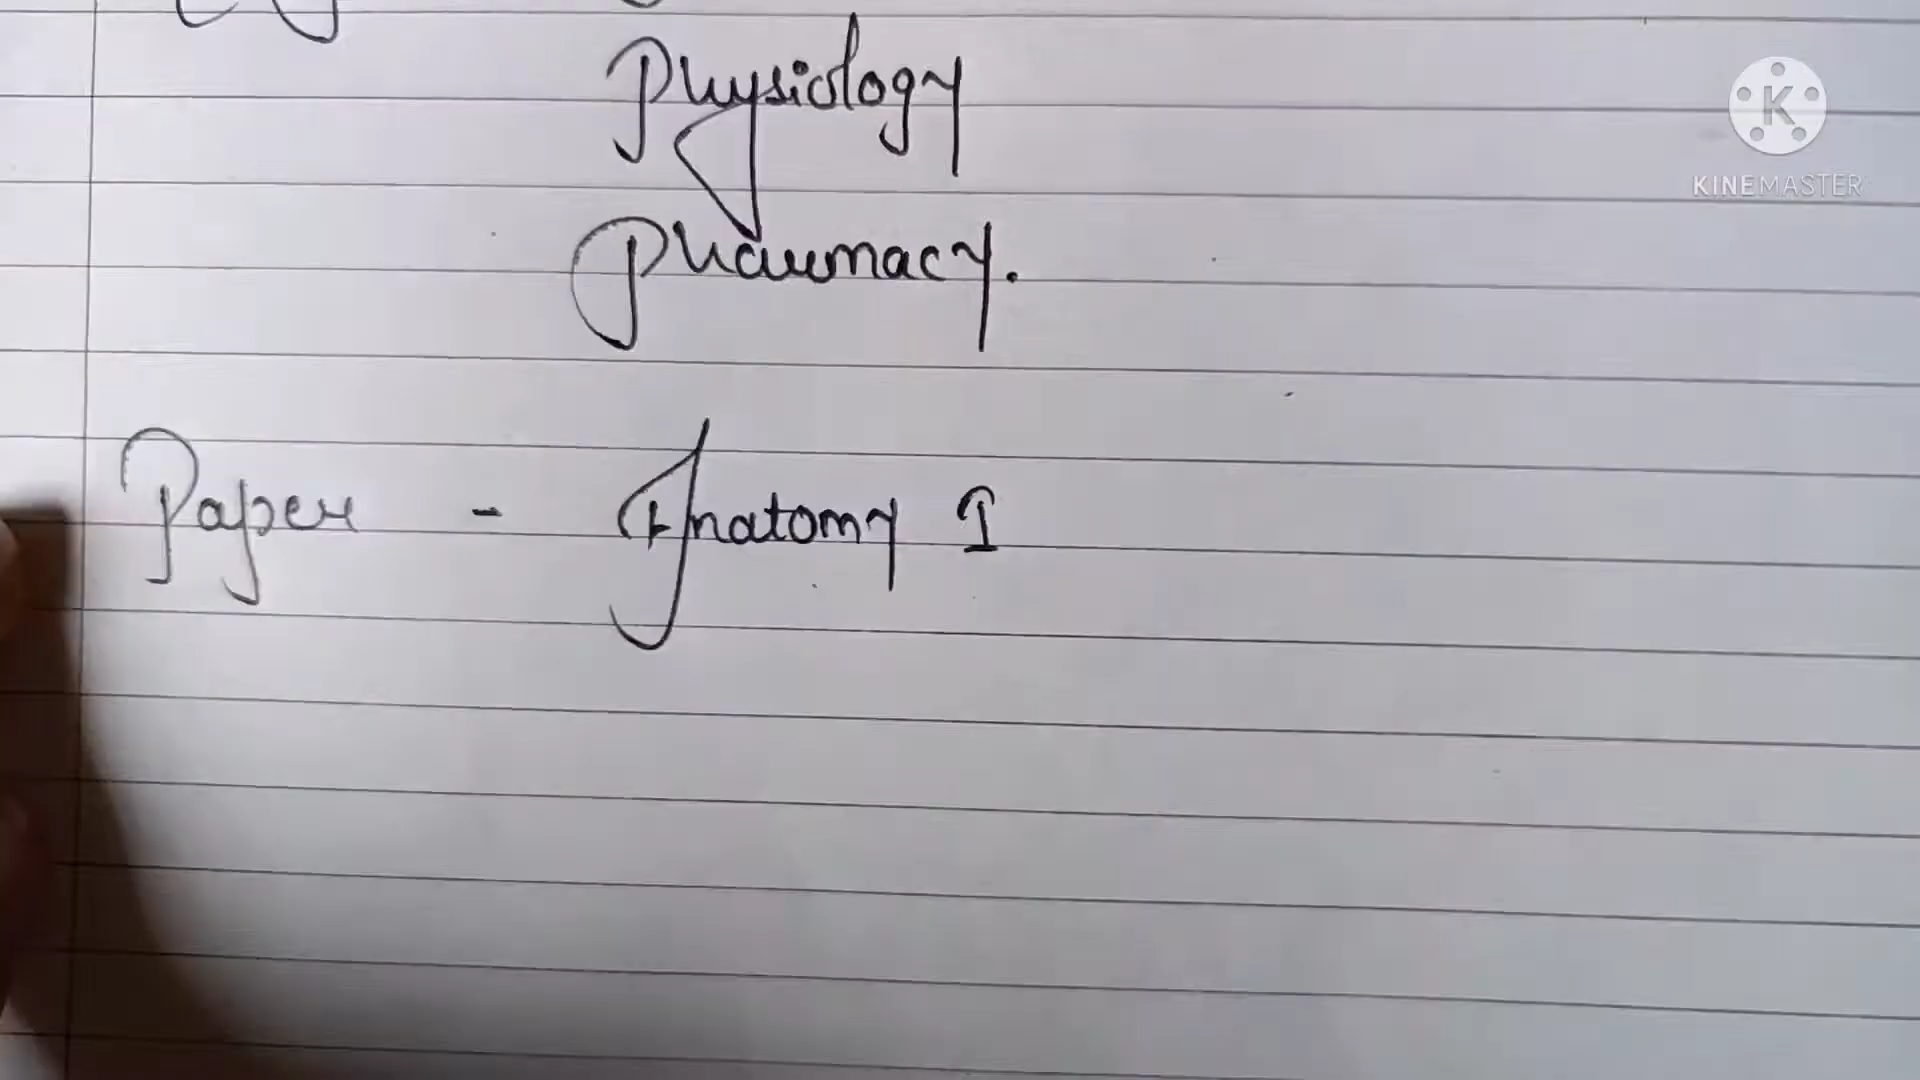 Physiology
Pharmacy.
Paper - Anatomy I
K
KINEMASTER